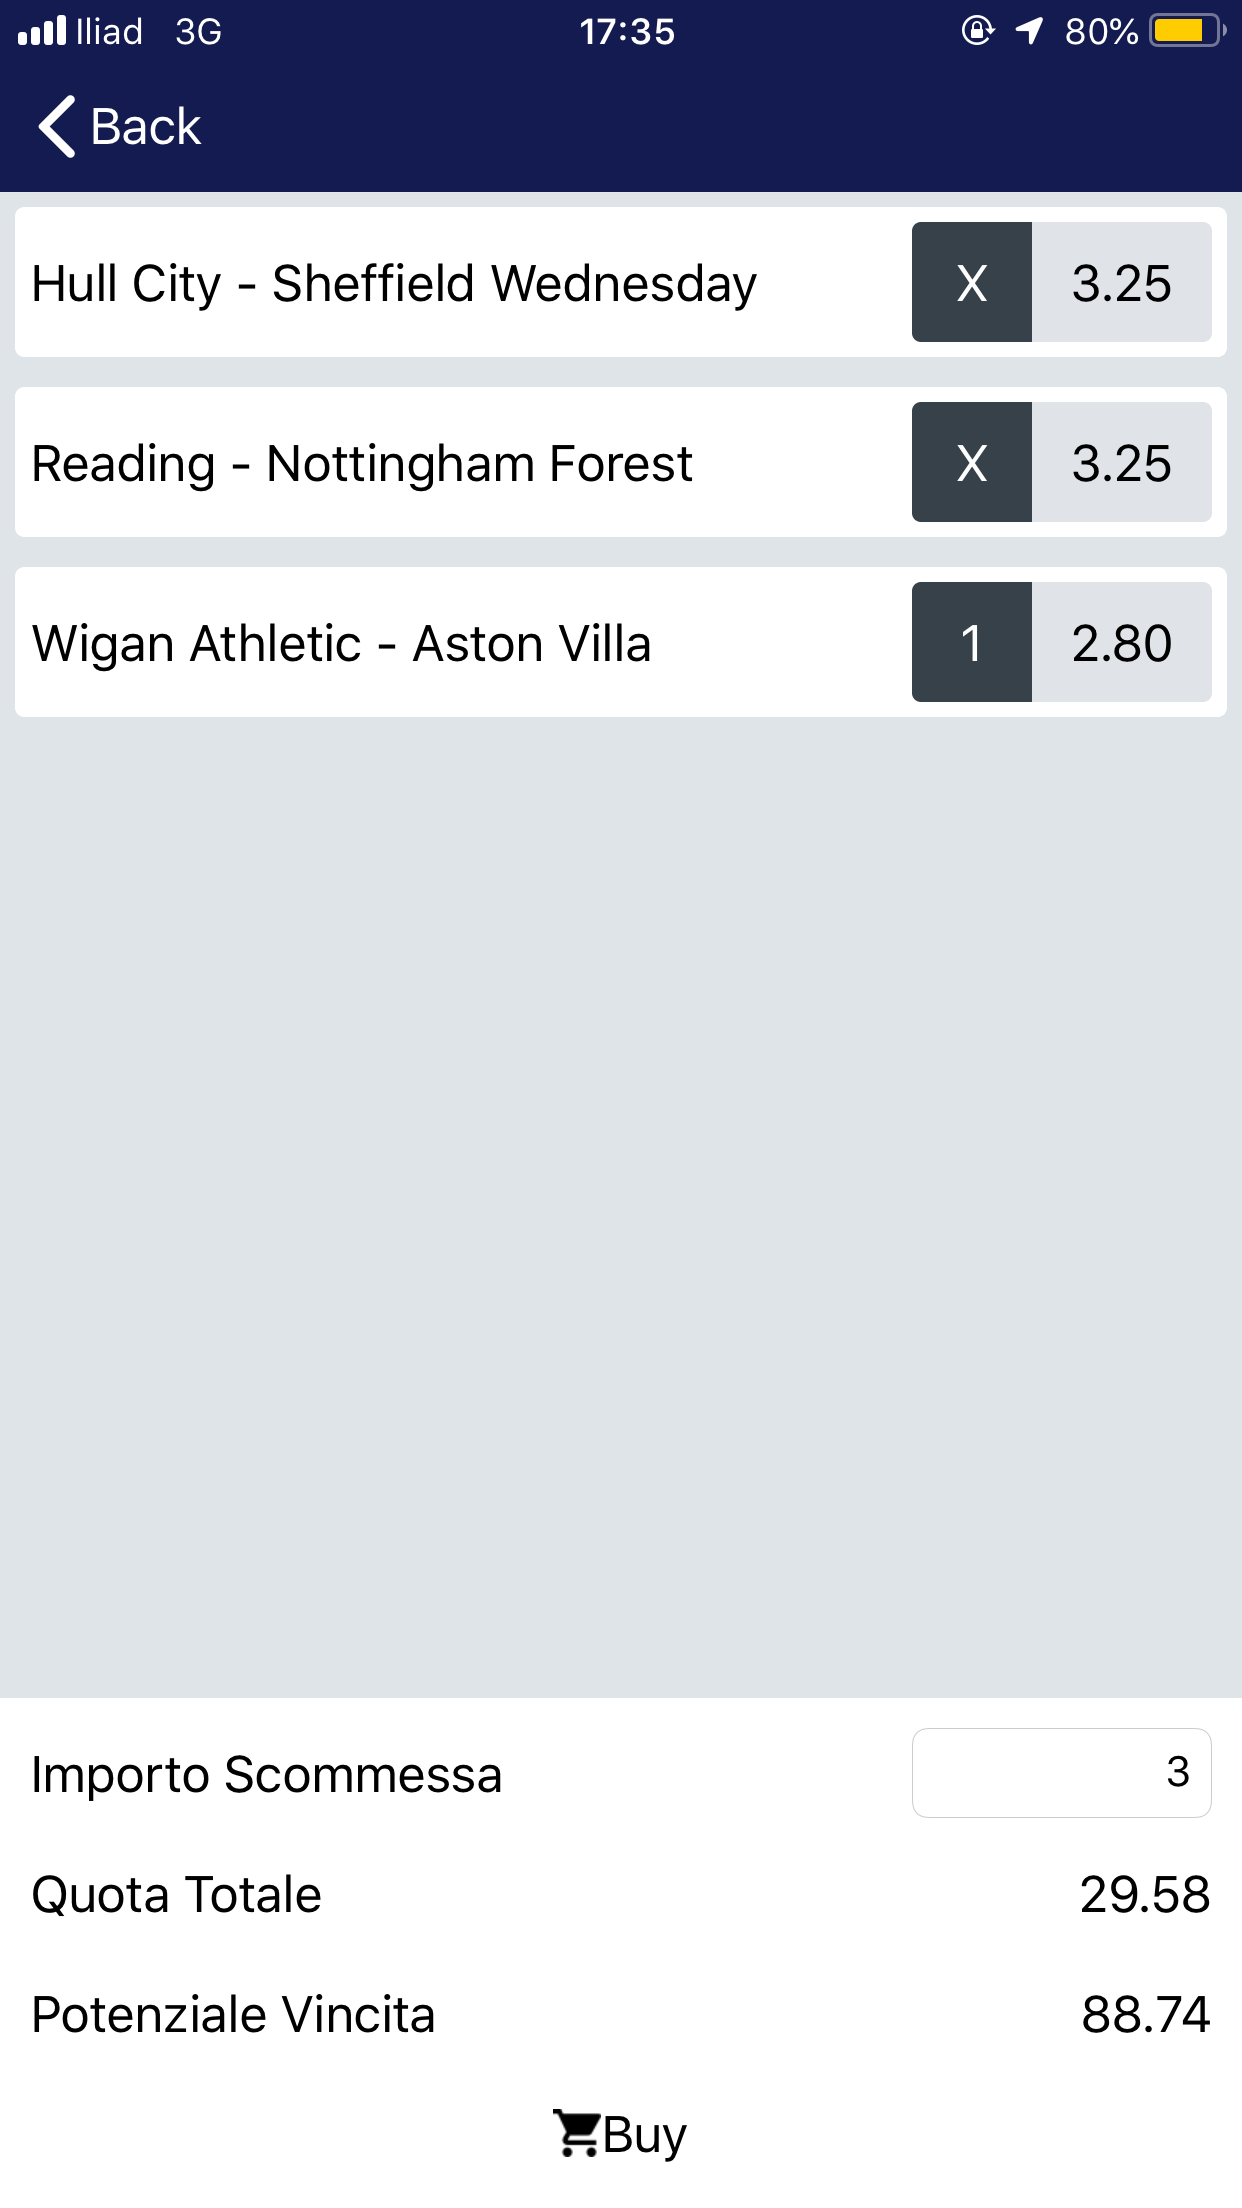 Iliad 3G 17:35 80%
Back
Hull City - Sheffield Wednesday X 3.25
Reading - Nottingham Forest X 3.25
Wigan Athletic - Aston Villa 1 2.80
Importo Scommessa 3
Quota Totale 29.58
Potenziale Vincita 88.74
Buy